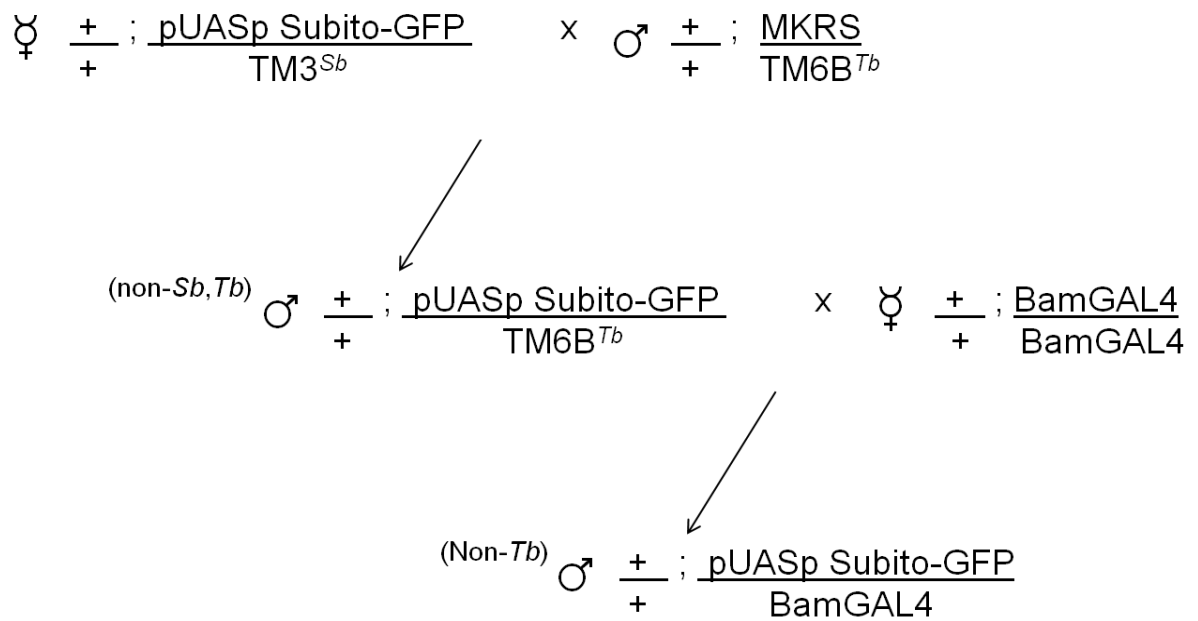 ☿ + ; pUASp Subito-GFP x ♂ + ; MKRS
+ TM3Sb + TM6BTb
(non-Sb,Tb) ♂ + ; pUASp Subito-GFP x ☿ + ; BamGAL4
+ TM6BTb + BamGAL4
(Non-Tb) ♂ + ; pUASp Subito-GFP
+ BamGAL4